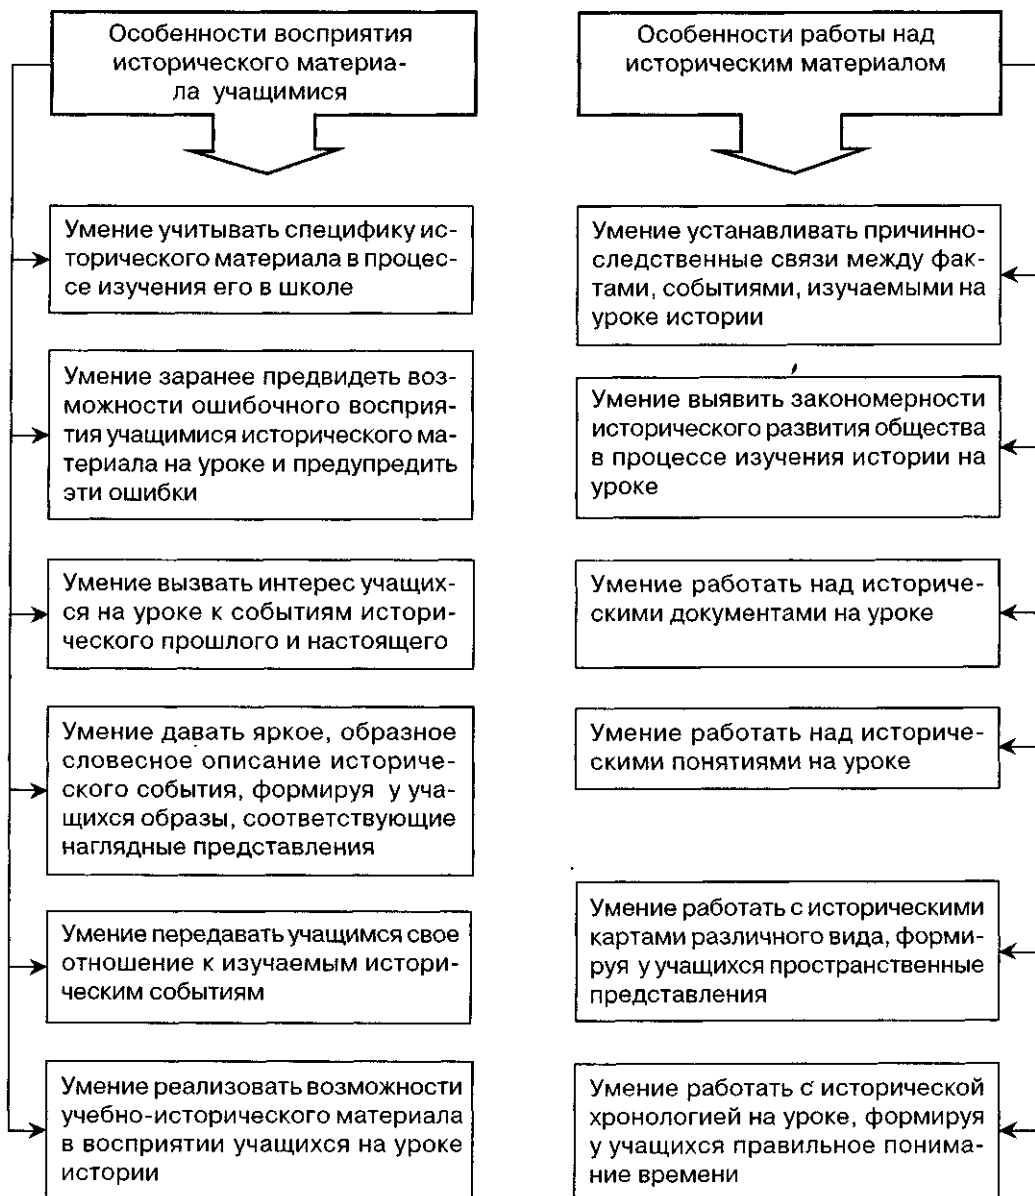 Особенности восприятия
исторического материа-
ла учащимися
Умение учитывать специфику ис-
торического материала в процес-
се изучения его в школе
Умение заранее предвидеть воз-
можности ошибочного восприя-
тия учащимися исторического ма-
териала на уроке и предупредить
эти ошибки
Умение вызвать интерес учащих-
ся на уроке к событиям истори-
ческого прошлого и настоящего
Умение давать яркое, образное
словесное описание историче-
ского события, формируя у уча-
щихся образы, соответствующие
наглядные представления
Умение передавать учащимся свое
отношение к изучаемым истори-
ческим событиям
Умение реализовать возможности
учебно-исторического материала
в восприятии учащихся на уроке
истории
Особенности работы над
историческим материалом
Умение устанавливать причинно-
следственные связи между фак-
тами, событиями, изучаемыми на
уроке истории
Умение выявить закономерности
исторического развития общества
в процессе изучения истории на
уроке
Умение работать над историче-
скими документами на уроке
Умение работать над историче-
скими понятиями на уроке
Умение работать с историческими
картами различного вида, форми-
руя у учащихся пространственные
представления
Умение работать с исторической
хронологией на уроке, формируя
у учащихся правильное понима-
ние времени